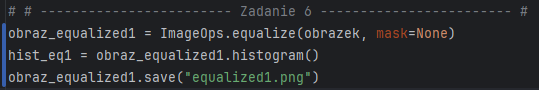 # # ----------------------- Zadanie 6 ----------------------- #
obraz_equalized1 = ImageOps.equalize(obrazek, mask=None)
hist_eq1 = obraz_equalized1.histogram()
obraz_equalized1.save("equalized1.png")